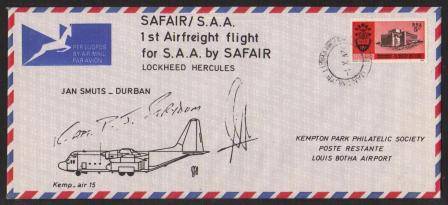 SAFAIR / S.A.A.
1st Airfreight flight
for S.A.A. by SAFAIR
LOCKHEED HERCULES
PER LUGPOS
BY AIR MAIL
PAR AVION
RSA
JAN SMUTS - DURBAN
KEMPTON PARK PHILATELIC SOCIETY
POSTE RESTANTE
LOUIS BOTHA AIRPORT
Kemp_air 15